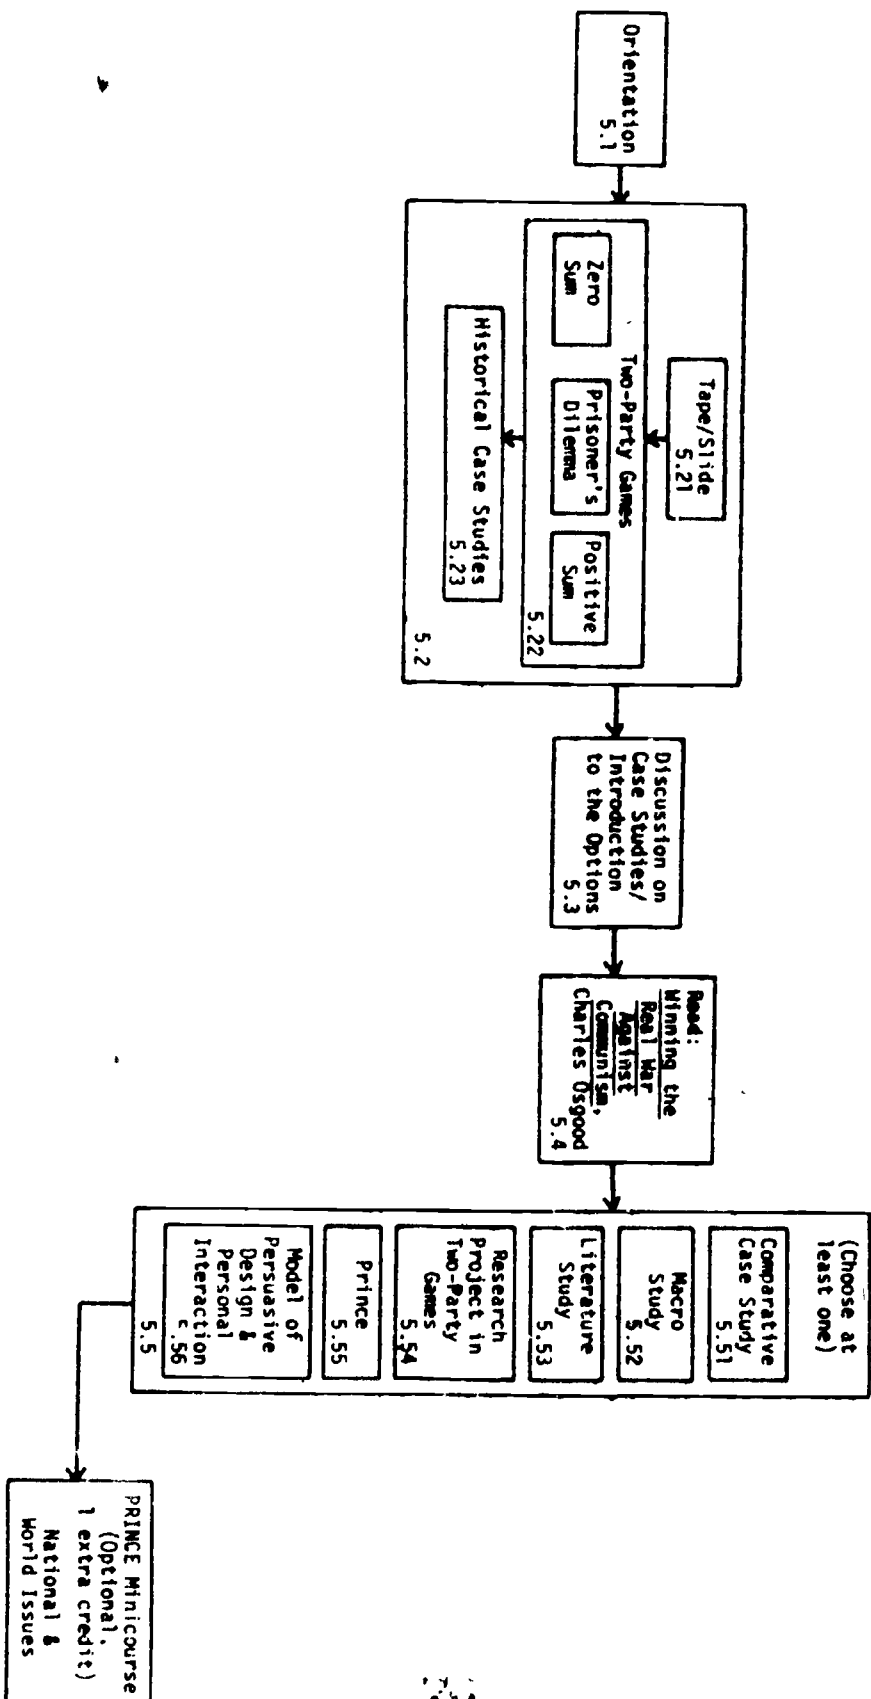 Orientation
5.1
Tape/Slide
5.21
Two-Party Games
Zero
Sum
Prisoner's
Dilemma
Positive
Sum
5.22
Historical Case Studies
5.23
5.2
Discussion on
Case Studies/
Introduction
to the Options
5.3
Read:
Winning the
Real War
Against
Communism,
Charles Osgood
5.4
(Choose at
least one)
Comparative
Case Study
5.51
Macro
Study
5.52
Literature
Study
5.53
Research
Project in
Two-Party
Games
5.54
Prince
5.55
Model of
Persuasive
Design &
Personal
Interaction
5.56
5.5
PRINCE Minicourse
(Optional,
1 extra credit)
National &
World Issues